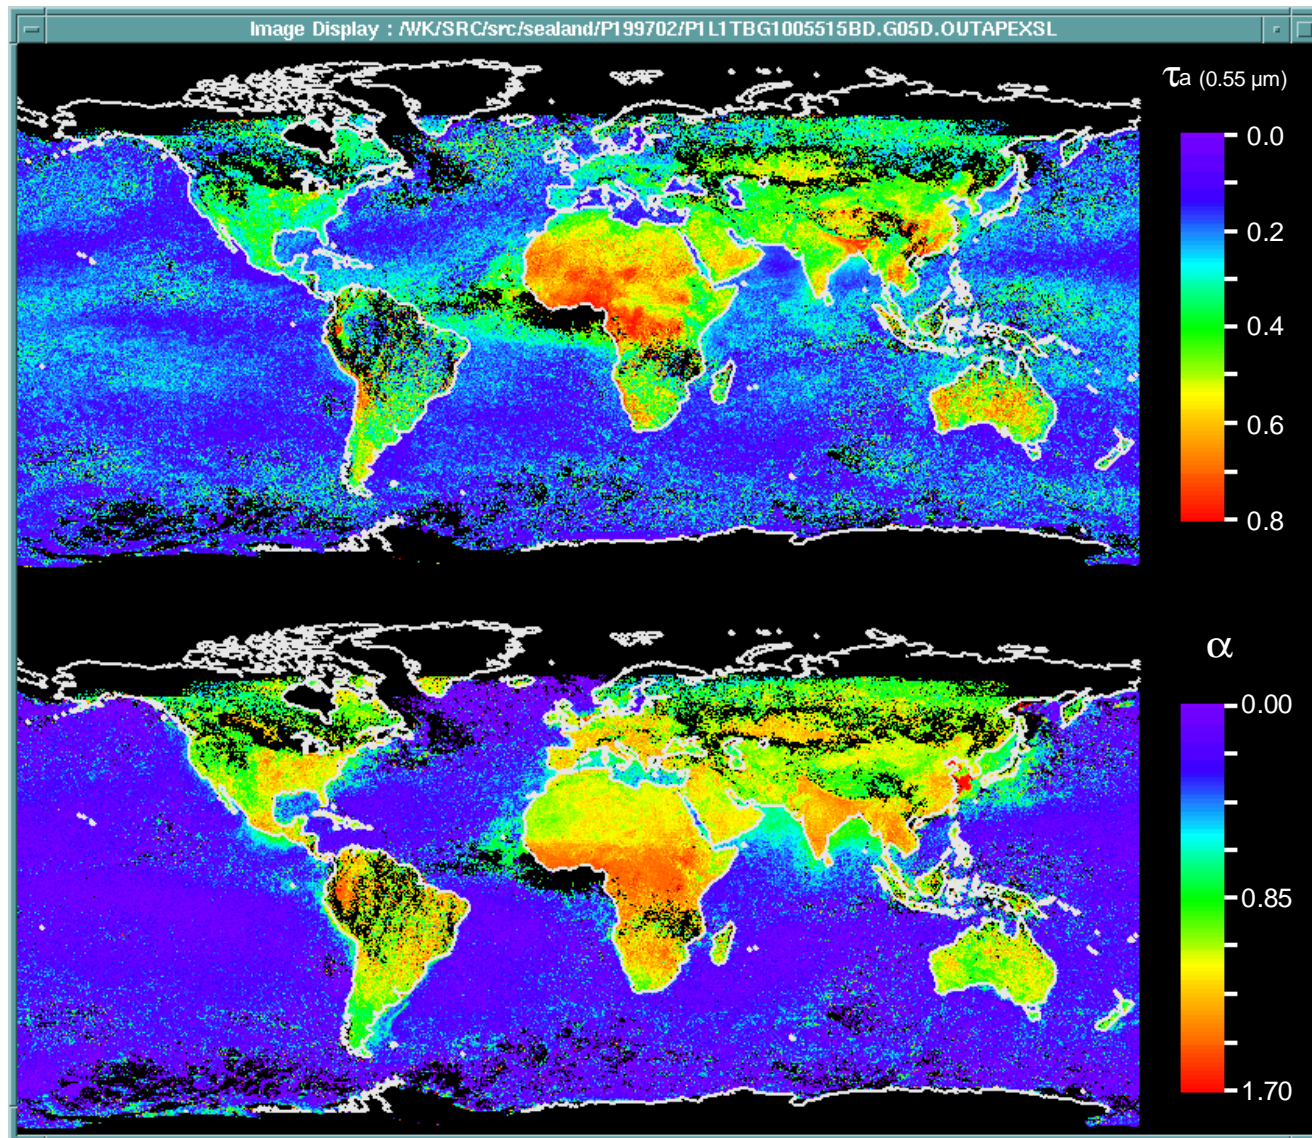 Image Display : /WK/SRC/src/sealand/P199702/P1L1TBG1005515BD.G05D.OUTAPEXSL
τa (0.55 µm)
0.0
0.2
0.4
0.6
0.8
α
0.00
0.85
1.70